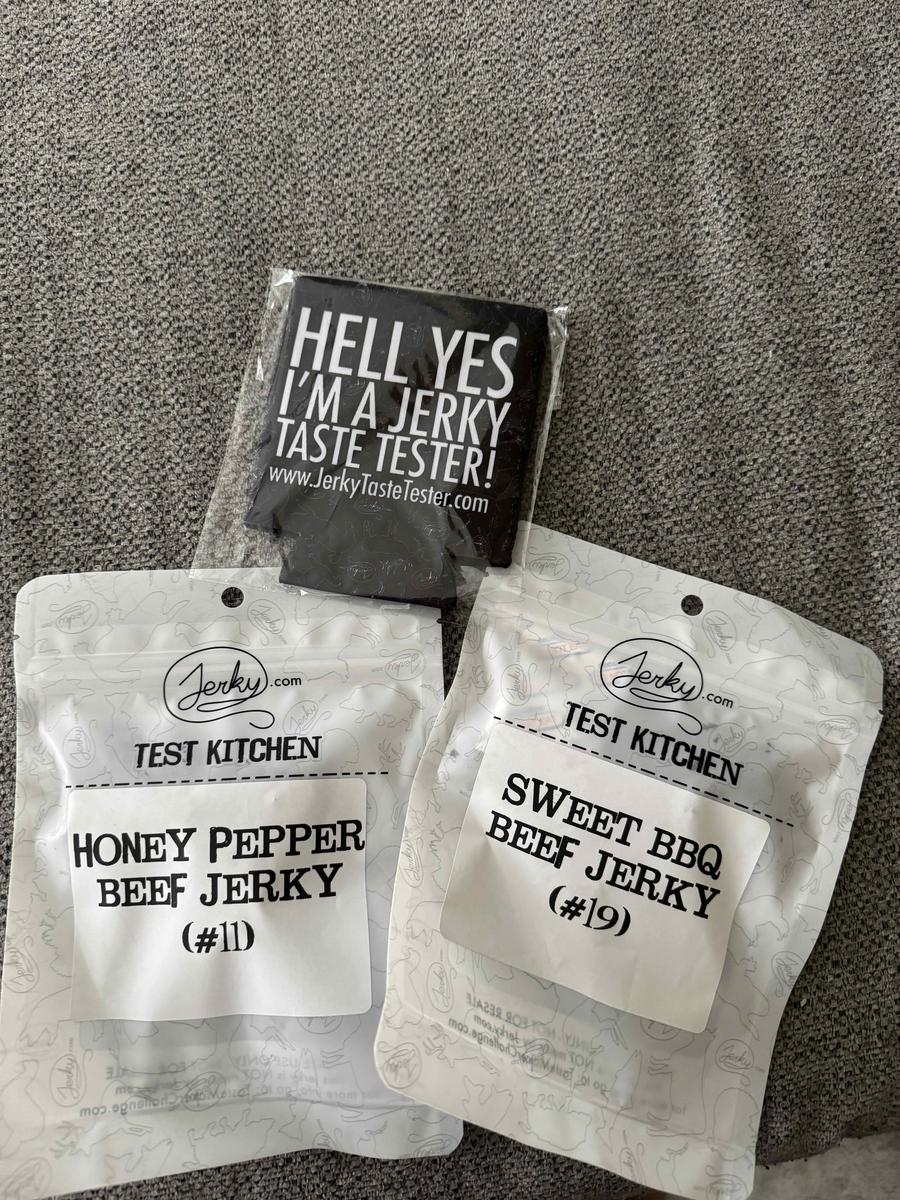 HELL YES
I'M A JERKY
TASTE TESTER!
www.JerkyTasteTester.com
Jerky.com
TEST KITCHEN
HONEY PEPPER
BEEF JERKY
(#11)
Jerky.com
TEST KITCHEN
SWEET BBQ
BEEF JERKY
(#19)